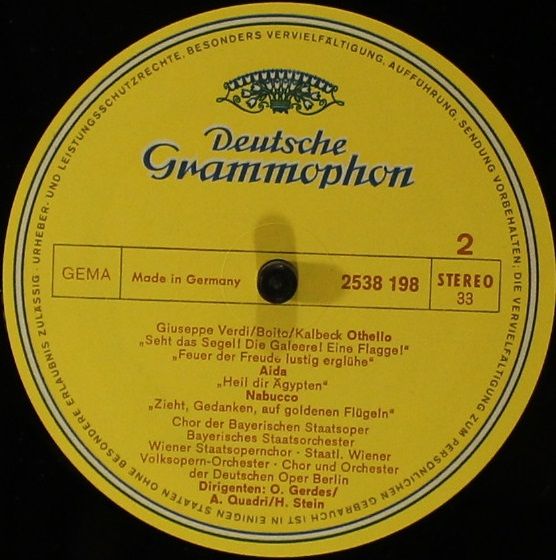 URHEBER- UND LEISTUNGSSCHUTZRECHTE, BESONDERS VERVIELFÄLTIGUNG, AUFFÜHRUNG, SENDUNG VORBEHALTEN; DIE VERVIELFÄLTIGUNG ZUM PERSÖNLICHEN GEBRAUCH IST IN EINIGEN STAATEN OHNE BESONDERE ERLAUBNIS ZULÄSSIG ·
Deutsche
Grammophon
2
GEMA
Made in Germany
2538 198
STEREO
33
Giuseppe Verdi/Boito/Kalbeck Othello
„Seht das Segel! Die Galeere! Eine Flagge!“
„Feuer der Freude lustig erglühe“
Aida
„Heil dir Ägypten“
Nabucco
„Zieht, Gedanken, auf goldenen Flügeln“
Chor der Bayerischen Staatsoper
Bayerisches Staatsorchester
Wiener Staatsopernchor · Staatl. Wiener
Volksopern-Orchester · Chor und Orchester
der Deutschen Oper Berlin
Dirigenten: O. Gerdes/
A. Quadri/H. Stein